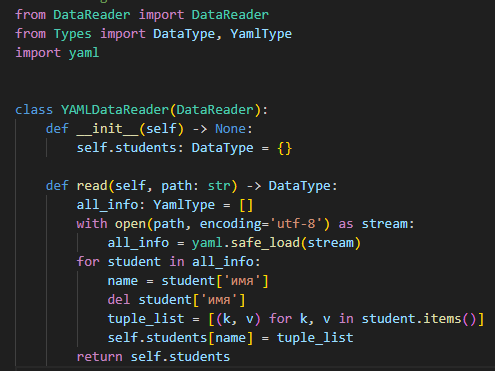 from DataReader import DataReader
from Types import DataType, YamlType
import yaml
class YAMLDataReader(DataReader):
    def __init__(self) -> None:
        self.students: DataType = {}
    def read(self, path: str) -> DataType:
        all_info: YamlType = []
        with open(path, encoding='utf-8') as stream:
            all_info = yaml.safe_load(stream)
        for student in all_info:
            name = student['имя']
            del student['имя']
            tuple_list = [(k, v) for k, v in student.items()]
            self.students[name] = tuple_list
        return self.students